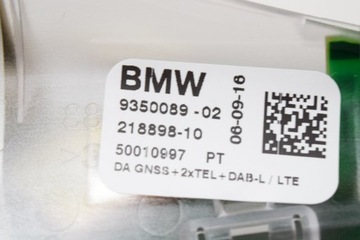 BMW
9350089-02
218898-10
50010997 PT
DA GNSS+2xTEL+DAB-L / LTE
06-09-16